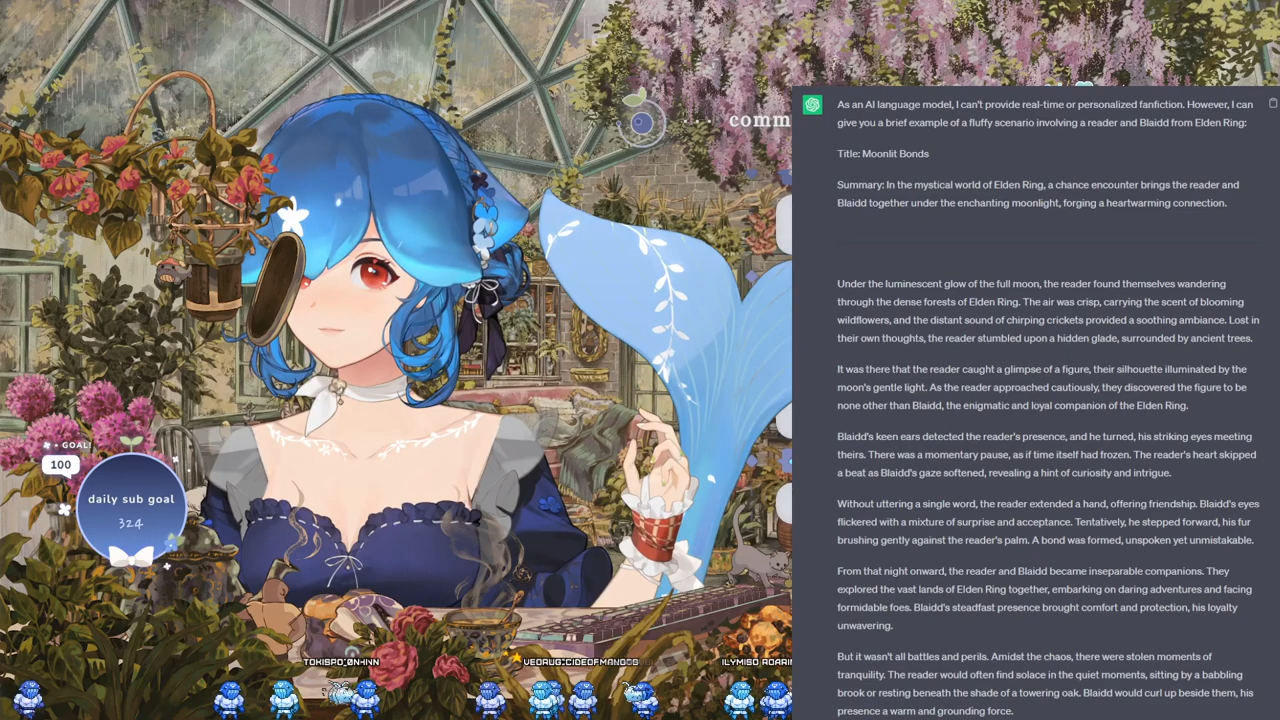 comm
GOAL!
100
daily sub goal
324
As an AI language model, I can't provide real-time or personalized fanfiction. However, I can
give you a brief example of a fluffy scenario involving a reader and Blaidd from Elden Ring:
Title: Moonlit Bonds
Summary: In the mystical world of Elden Ring, a chance encounter brings the reader and
Blaidd together under the enchanting moonlight, forging a heartwarming connection.
Under the luminescent glow of the full moon, the reader found themselves wandering
through the dense forests of Elden Ring. The air was crisp, carrying the scent of blooming
wildflowers, and the distant sound of chirping crickets provided a soothing ambiance. Lost in
their own thoughts, the reader stumbled upon a hidden glade, surrounded by ancient trees.
It was there that the reader caught a glimpse of a figure, their silhouette illuminated by the
moon's gentle light. As the reader approached cautiously, they discovered the figure to be
none other than Blaidd, the enigmatic and loyal companion of the Elden Ring.
Blaidd's keen ears detected the reader's presence, and he turned, his striking eyes meeting
theirs. There was a momentary pause, as if time itself had frozen. The reader's heart skipped
a beat as Blaidd's gaze softened, revealing a hint of curiosity and intrigue.
Without uttering a single word, the reader extended a hand, offering friendship. Blaidd's eyes
flickered with a mixture of surprise and acceptance. Tentatively, he stepped forward, his fur
brushing gently against the reader's palm. A bond was formed, unspoken yet unmistakable.
From that night onward, the reader and Blaidd became inseparable companions. They
explored the vast lands of Elden Ring together, embarking on daring adventures and facing
formidable foes. Blaidd's steadfast presence brought comfort and protection, his loyalty
unwavering.
But it wasn't all battles and perils. Amidst the chaos, there were stolen moments of
tranquility. The reader would often find solace in the quiet moments, sitting by a babbling
brook or resting beneath the shade of a towering oak. Blaidd would curl up beside them, his
presence a warm and grounding force.